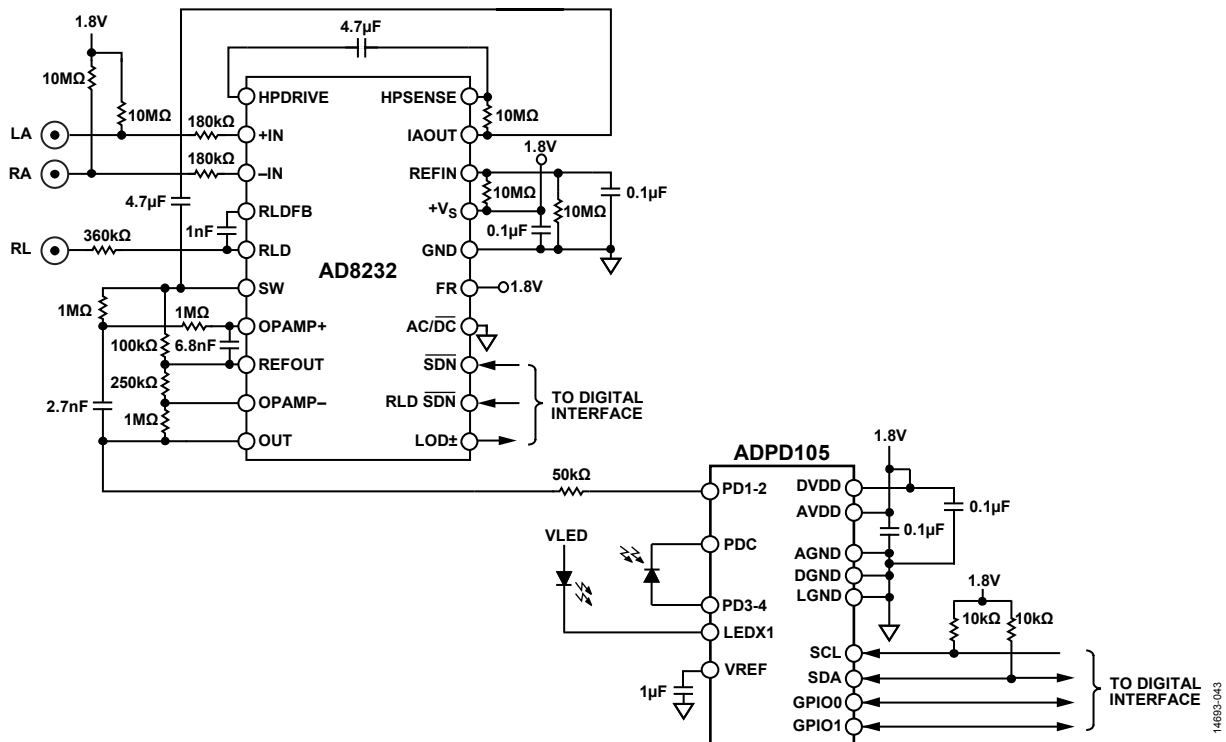 1.8V
4.7µF
10MΩ
10MΩ
HPDRIVE
HPSENSE
10MΩ
LA
180kΩ
+IN
IAOUT
1.8V
RA
180kΩ
–IN
REFIN
10MΩ
0.1µF
4.7µF
RLDFB
+VS
10MΩ
1nF
0.1µF
RL
360kΩ
RLD
GND
AD8232
SW
FR
1.8V
1MΩ
1MΩ
OPAMP+
AC/DC
100kΩ
6.8nF
REFOUT
SDN
250kΩ
TO DIGITAL
INTERFACE
2.7nF
OPAMP–
RLD SDN
1MΩ
OUT
LOD±
ADPD105
1.8V
50kΩ
PD1-2
DVDD
0.1µF
AVDD
0.1µF
VLED
PDC
AGND
DGND
LGND
1.8V
PD3-4
10kΩ
10kΩ
LEDX1
SCL
VREF
SDA
1µF
TO DIGITAL
INTERFACE
GPIO0
GPIO1
14693-043